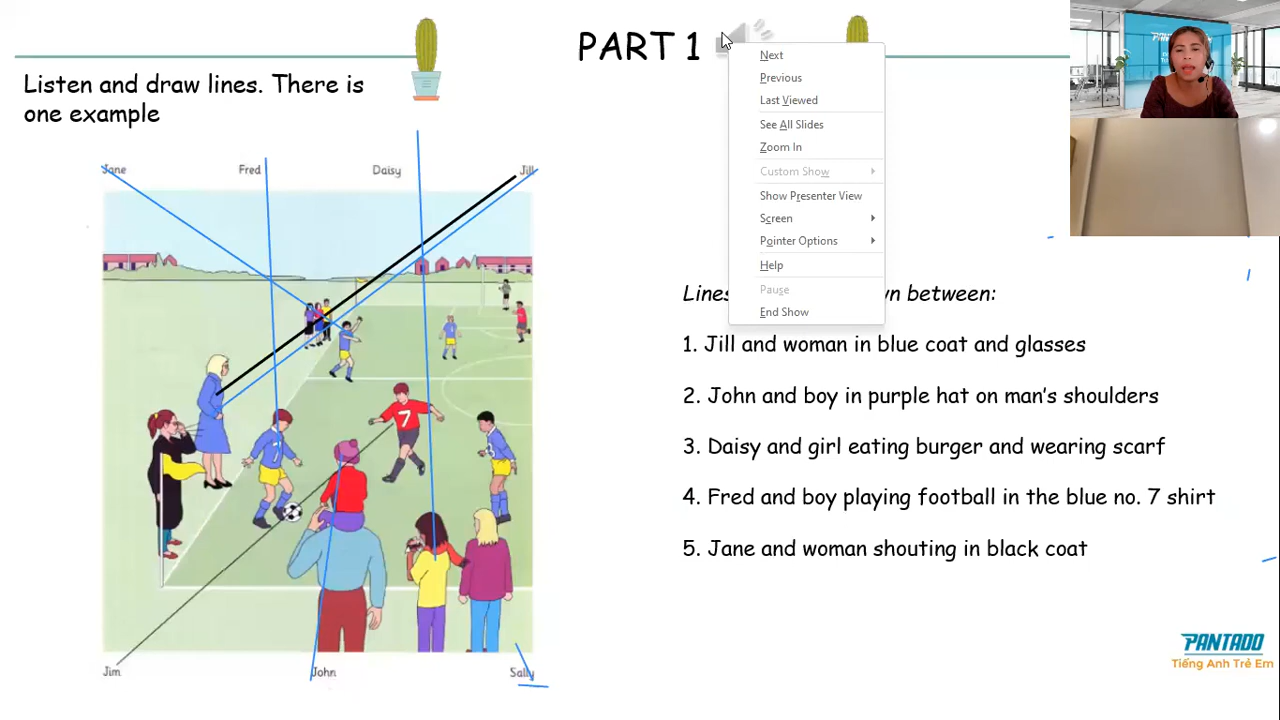 PART 1
Listen and draw lines. There is
one example
Next
Previous
Last Viewed
See All Slides
Zoom In
Custom Show
Show Presenter View
Screen
Pointer Options
Help
Pause
End Show
Jane Fred Daisy Jill
7
Jim John Sally
Lines n between:
1. Jill and woman in blue coat and glasses
2. John and boy in purple hat on man's shoulders
3. Daisy and girl eating burger and wearing scarf
4. Fred and boy playing football in the blue no. 7 shirt
5. Jane and woman shouting in black coat
PANTADO
Tiếng Anh Trẻ Em